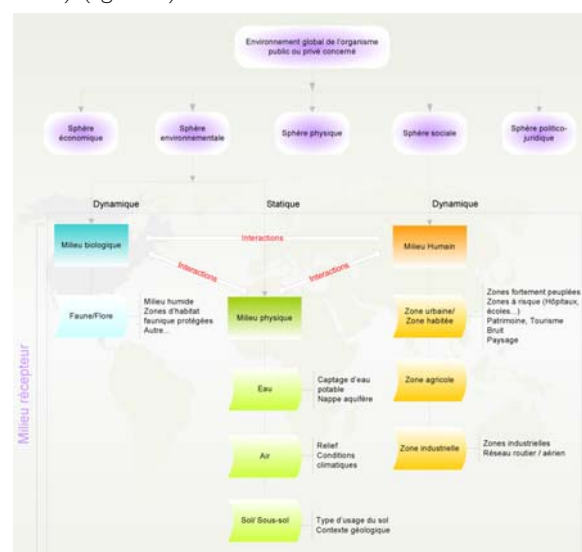 Environnement global de l'organisme
public ou privé concerné
Sphère
économique
Sphère
environnementale
Sphère physique
Sphère sociale
Sphère politico-
juridique
Dynamique
Statique
Dynamique
Milieu biologique
Interactions
Milieu Humain
Interactions
Interactions
Faune/Flore
Milieu humide
Zones d'habitat
faunique protégées
Autre...
Milieu physique
Zone urbaine/
Zone habitée
Zones fortement peuplées
Zones à risque (Hôpitaux,
écoles...)
Patrimoine, Tourisme
Bruit
Paysage
Eau
Captage d'eau
potable
Nappe aquifère
Zone agricole
Air
Relief
Conditions
climatiques
Zone industrielle
Zones industrielles
Réseau routier / aérien
Sol/ Sous-sol
Type d'usage du sol
Contexte géologique
Milieu récepteur